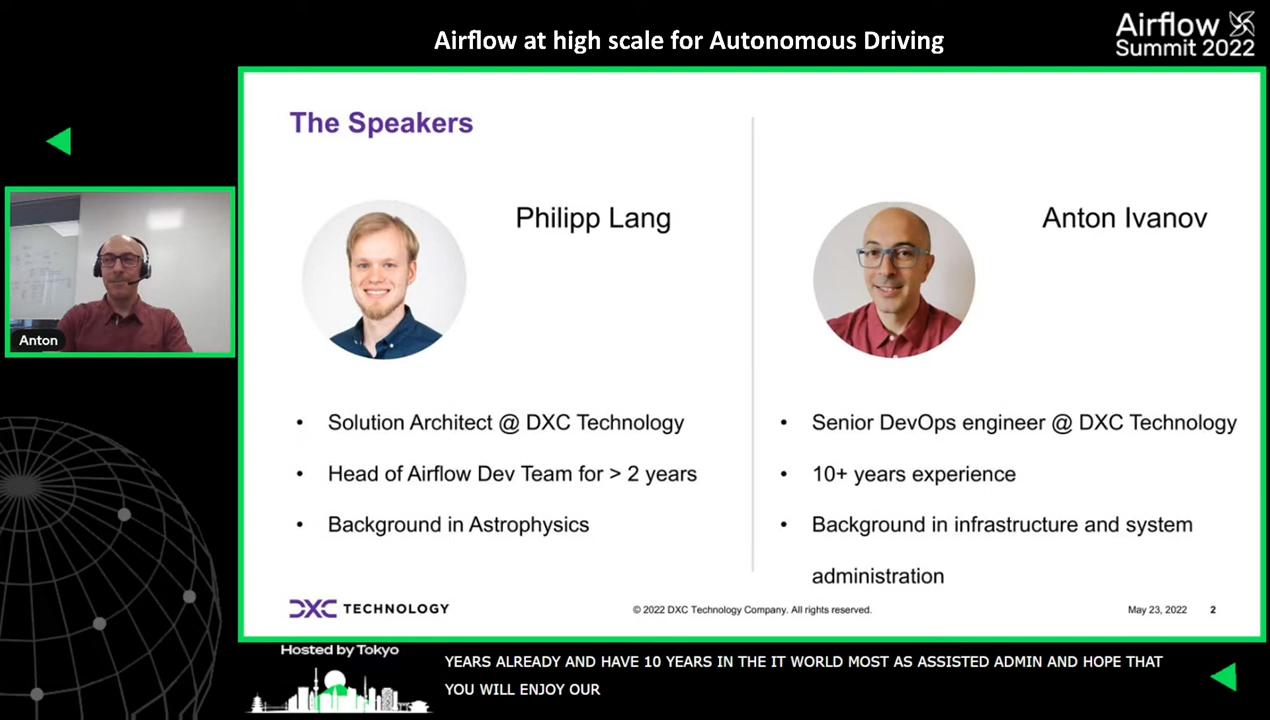 Airflow at high scale for Autonomous Driving
Airflow
Summit 2022
The Speakers
Philipp Lang
• Solution Architect @ DXC Technology
• Head of Airflow Dev Team for > 2 years
• Background in Astrophysics
Anton Ivanov
• Senior DevOps engineer @ DXC Technology
• 10+ years experience
• Background in infrastructure and system
administration
Anton
DXC TECHNOLOGY
© 2022 DXC Technology Company. All rights reserved.
May 23, 2022 2
Hosted by Tokyo
YEARS ALREADY AND HAVE 10 YEARS IN THE IT WORLD MOST AS ASSISTED ADMIN AND HOPE THAT
YOU WILL ENJOY OUR